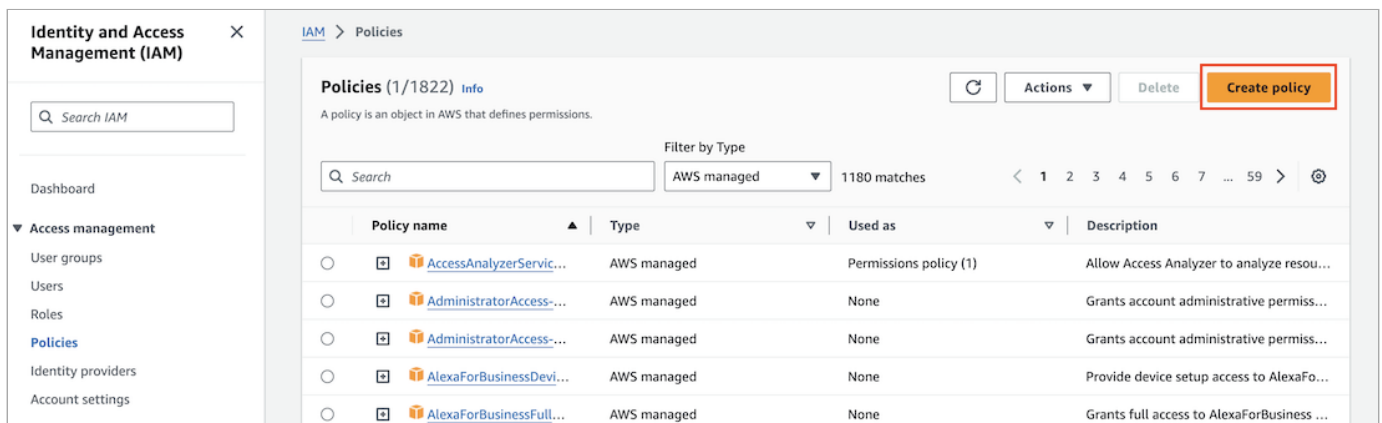 Identity and Access
Management (IAM)
Search IAM
Dashboard
Access management
User groups
Users
Roles
Policies
Identity providers
Account settings
IAM > Policies
Policies (1/1822) Info
A policy is an object in AWS that defines permissions.
Actions
Delete
Create policy
Filter by Type
Search
AWS managed
1180 matches
1 2 3 4 5 6 7 ... 59
Policy name Type Used as Description
AccessAnalyzerServic... AWS managed Permissions policy (1) Allow Access Analyzer to analyze resou...
AdministratorAccess-... AWS managed None Grants account administrative permiss...
AdministratorAccess-... AWS managed None Grants account administrative permiss...
AlexaForBusinessDevi... AWS managed None Provide device setup access to AlexaFo...
AlexaForBusinessFull... AWS managed None Grants full access to AlexaForBusiness ...